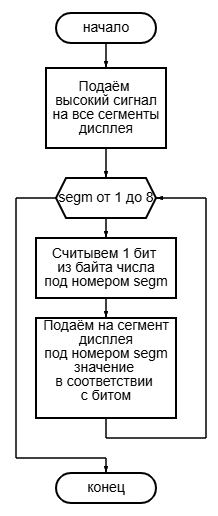 начало
Подаём
высокий сигнал
на все сегменты
дисплея
segm от 1 до 8
Считывем 1 бит
из байта числа
под номером segm
Подаём на сегмент
дисплея
под номером segm
значение
в соответствии
с битом
конец